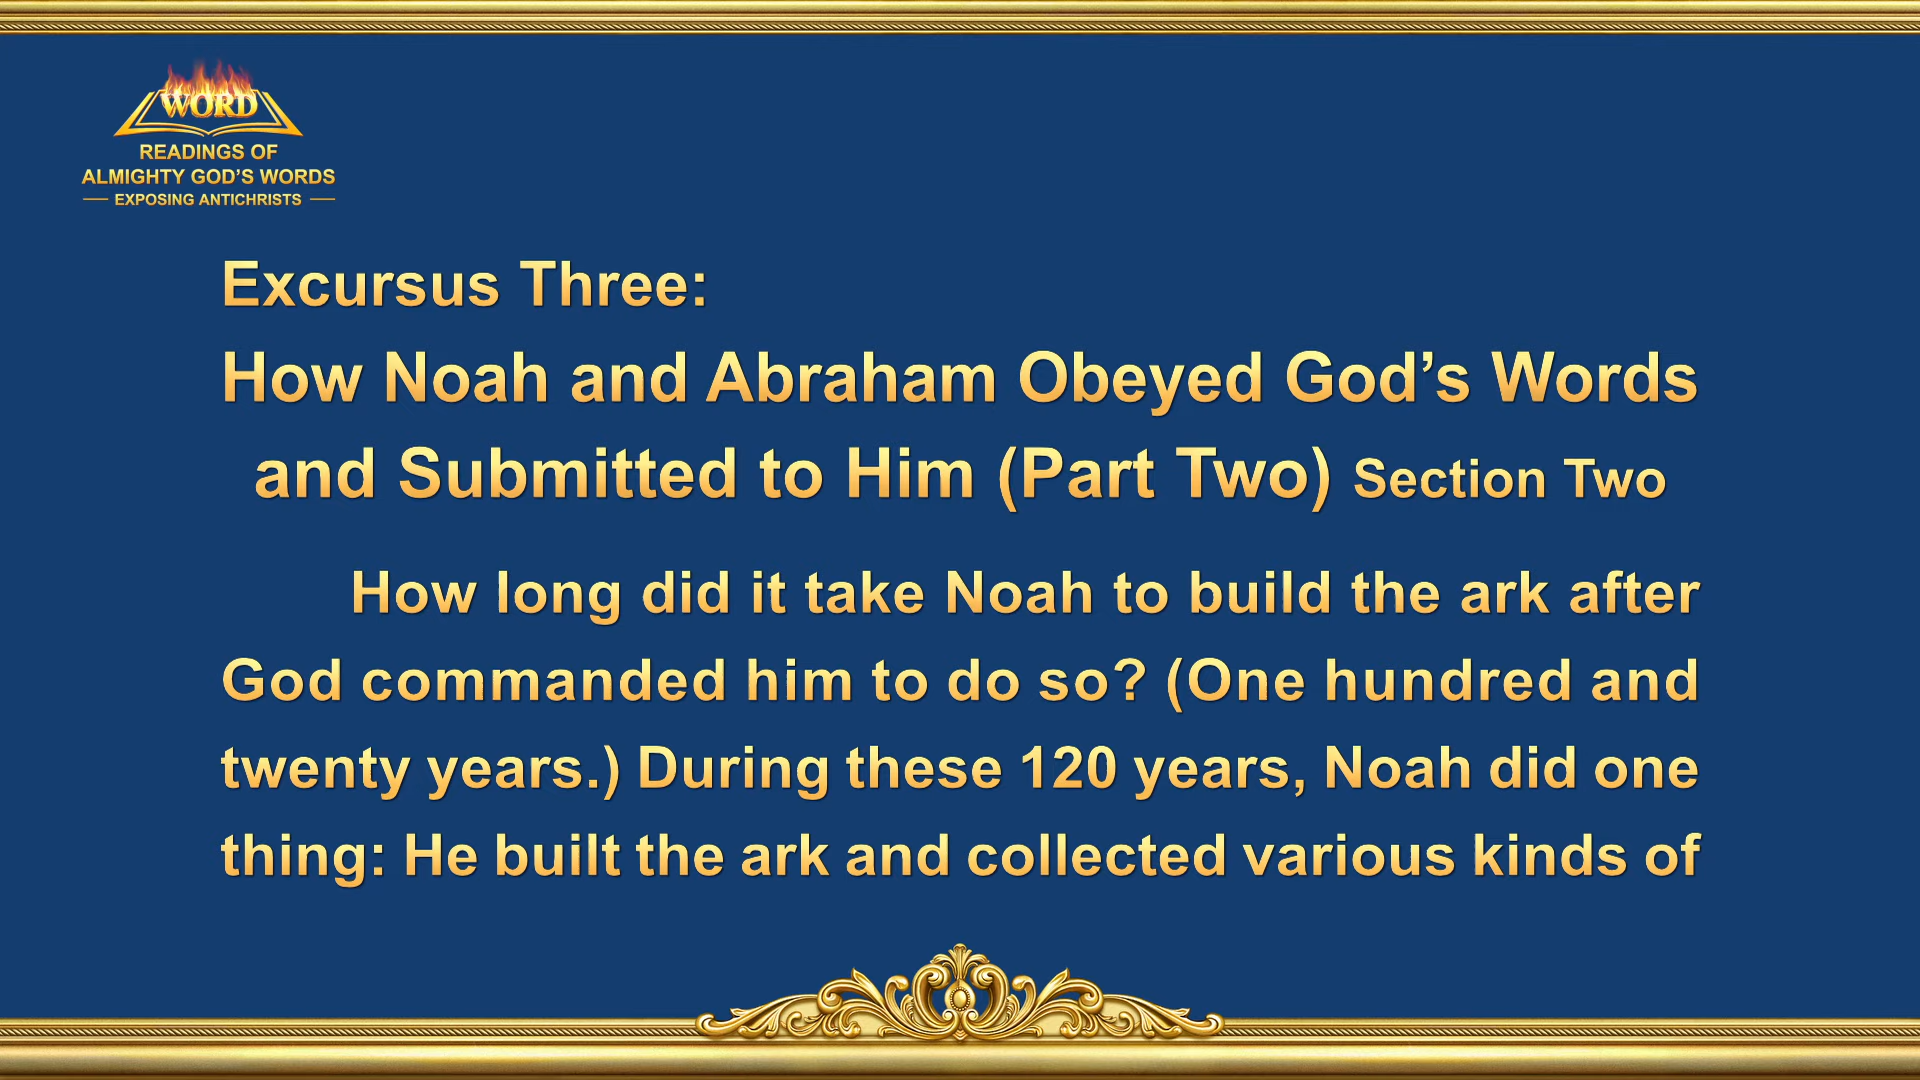 WORD
READINGS OF
ALMIGHTY GOD’S WORDS
EXPOSING ANTICHRISTS
Excursus Three:
How Noah and Abraham Obeyed God’s Words
and Submitted to Him (Part Two) Section Two
How long did it take Noah to build the ark after
God commanded him to do so? (One hundred and
twenty years.) During these 120 years, Noah did one
thing: He built the ark and collected various kinds of